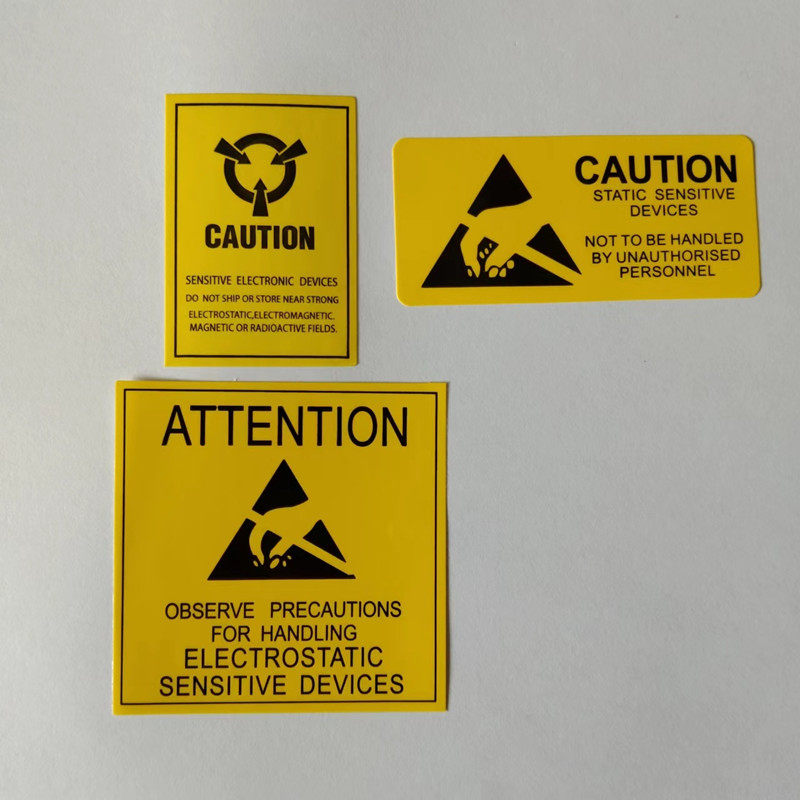 CAUTION
SENSITIVE ELECTRONIC DEVICES
DO NOT SHIP OR STORE NEAR STRONG
ELECTROSTATIC,ELECTROMAGNETIC.
MAGNETIC OR RADIOACTIVE FIELDS.
CAUTION
STATIC SENSITIVE
DEVICES
NOT TO BE HANDLED
BY UNAUTHORISED
PERSONNEL
ATTENTION
OBSERVE PRECAUTIONS
FOR HANDLING
ELECTROSTATIC
SENSITIVE DEVICES